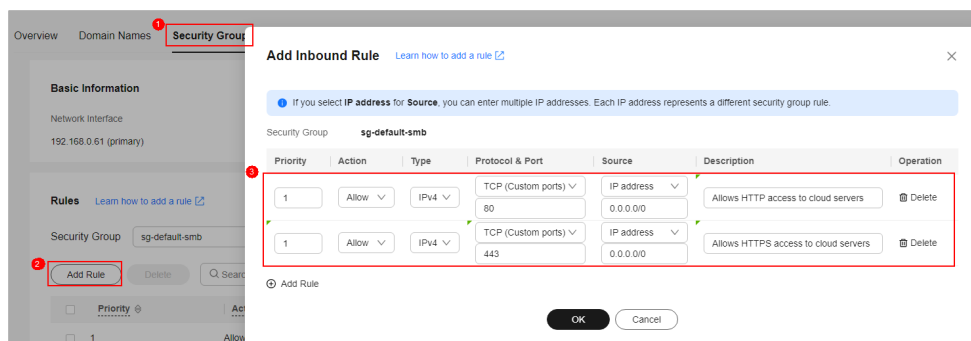 1
Overview Domain Names Security Group
Basic Information
Network Interface
192.168.0.61 (primary)
Rules Learn how to add a rule
Security Group sg-default-smb
2
Add Rule Delete Searc
Priority Act
1 Allow
Add Inbound Rule Learn how to add a rule
If you select IP address for Source, you can enter multiple IP addresses. Each IP address represents a different security group rule.
Security Group sg-default-smb
Priority Action Type Protocol & Port Source Description Operation
3
TCP (Custom ports) IP address
1 Allow IPv4 Allows HTTP access to cloud servers Delete
80 0.0.0.0/0
TCP (Custom ports) IP address
1 Allow IPv4 Allows HTTPS access to cloud servers Delete
443 0.0.0.0/0
Add Rule
OK Cancel